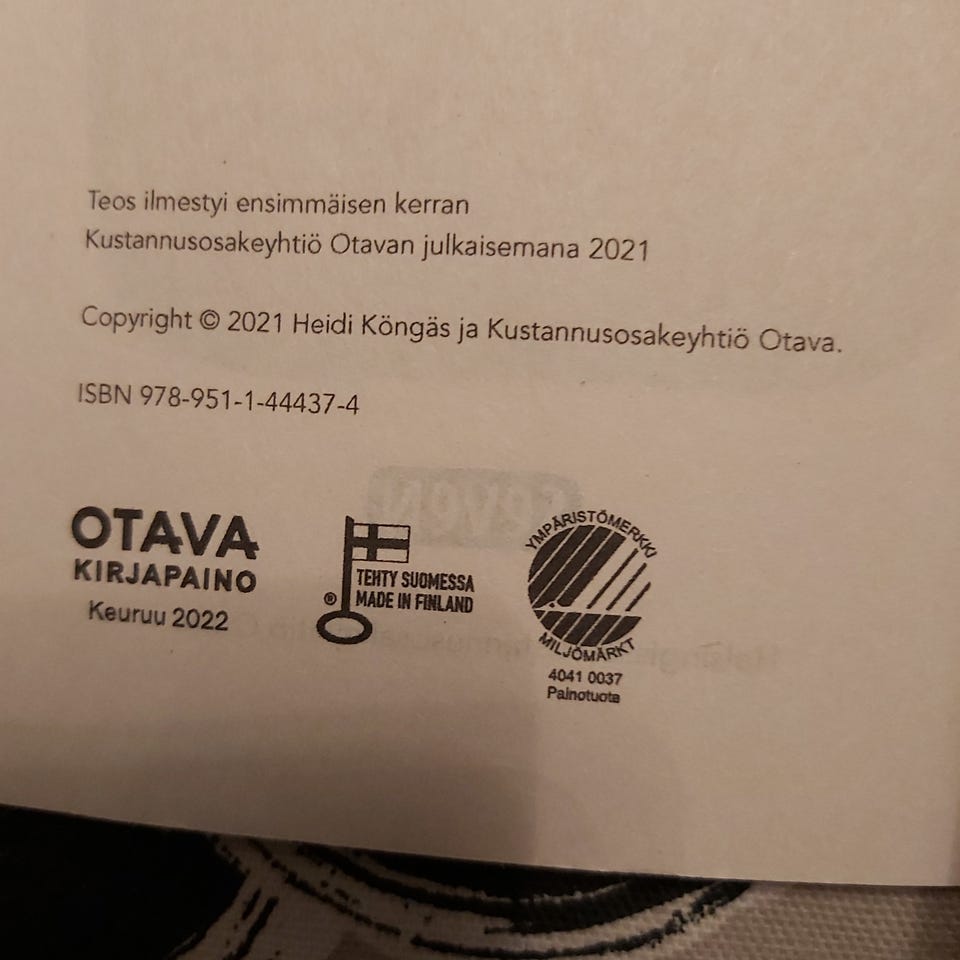 Teos ilmestyi ensimmäisen kerran
Kustannusosakeyhtiö Otavan julkaisemana 2021
Copyright © 2021 Heidi Köngäs ja Kustannusosakeyhtiö Otava.
ISBN 978-951-1-44437-4
OTAVA
KIRJAPAINO
Keuruu 2022
TEHTY SUOMESSA
® MADE IN FINLAND
YMPÄRISTÖMERKKI
MILJÖMÄRKT
4041 0037
Painotuote